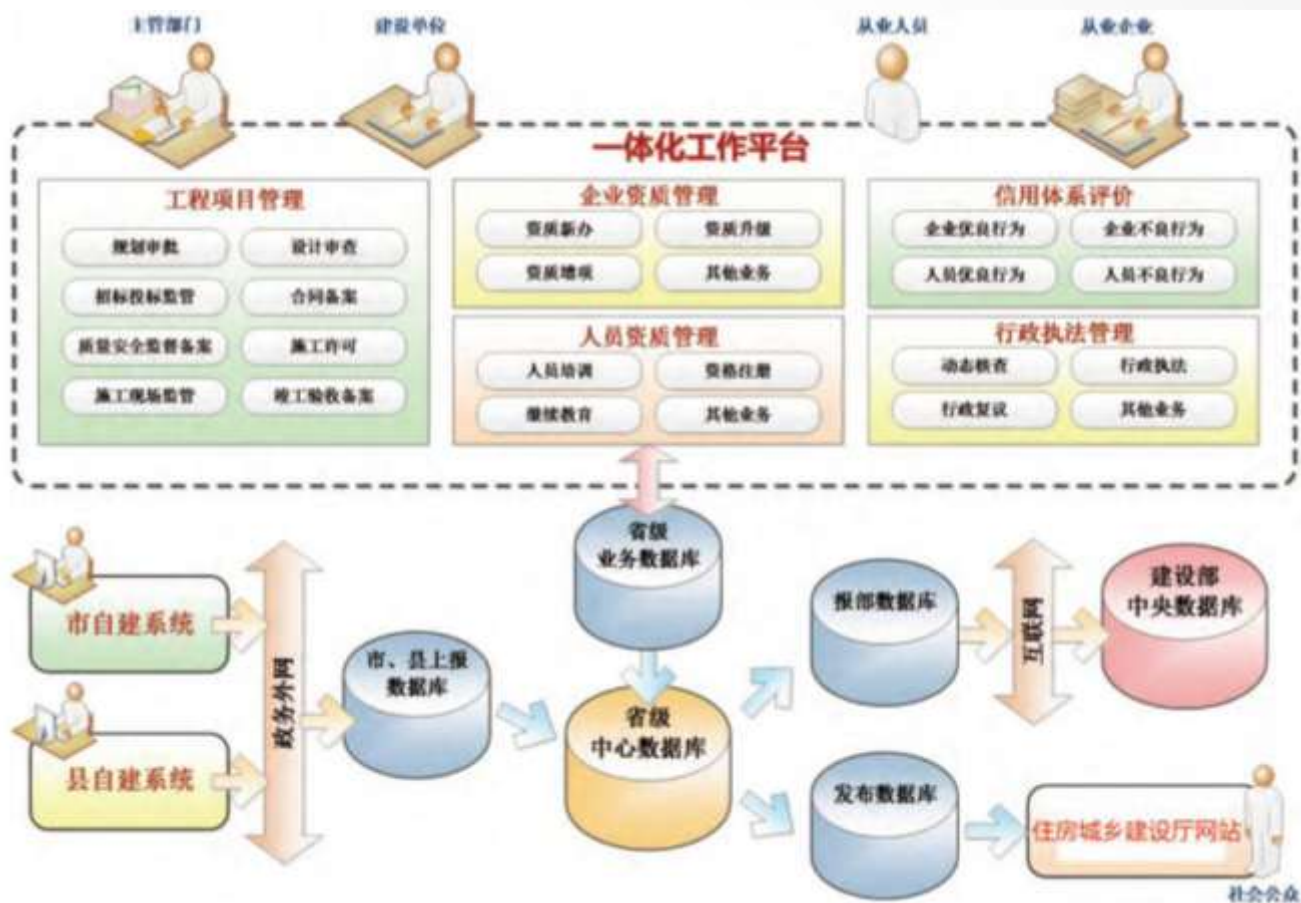 主管部门
建设单位
从业人员
从业企业
一体化工作平台
工程项目管理
规划审批
设计审查
招标投标监管
合同备案
质量安全监督备案
施工许可
施工现场监管
竣工验收备案
企业资质管理
资质新办
资质升级
资质增项
其他业务
人员资质管理
人员培训
资格注册
继续教育
其他业务
信用体系评价
企业优良行为
企业不良行为
人员优良行为
人员不良行为
行政执法管理
动态核查
行政执法
行政复议
其他业务
市自建系统
县自建系统
政务外网
市、县上报
数据库
省级
业务数据库
省级
中心数据库
报部数据库
互联网
建设部
中央数据库
发布数据库
住房城乡建设厅网站
社会公众